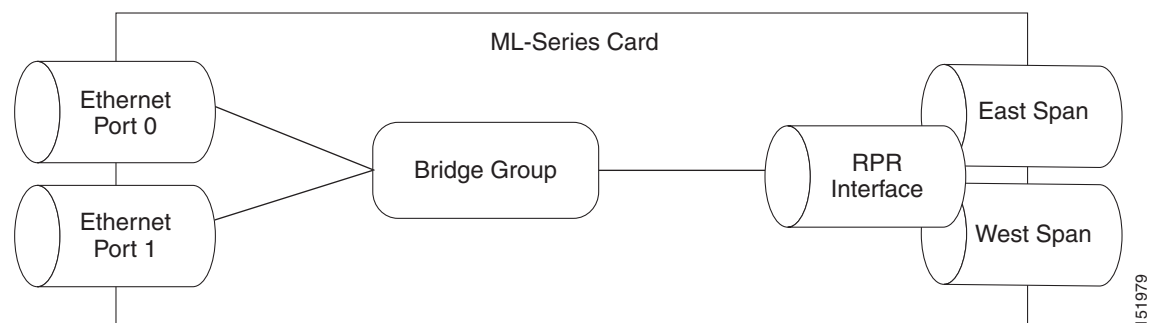 ML-Series Card
Ethernet
Port 0
Ethernet
Port 1
Bridge Group
RPR
Interface
East Span
West Span
151979